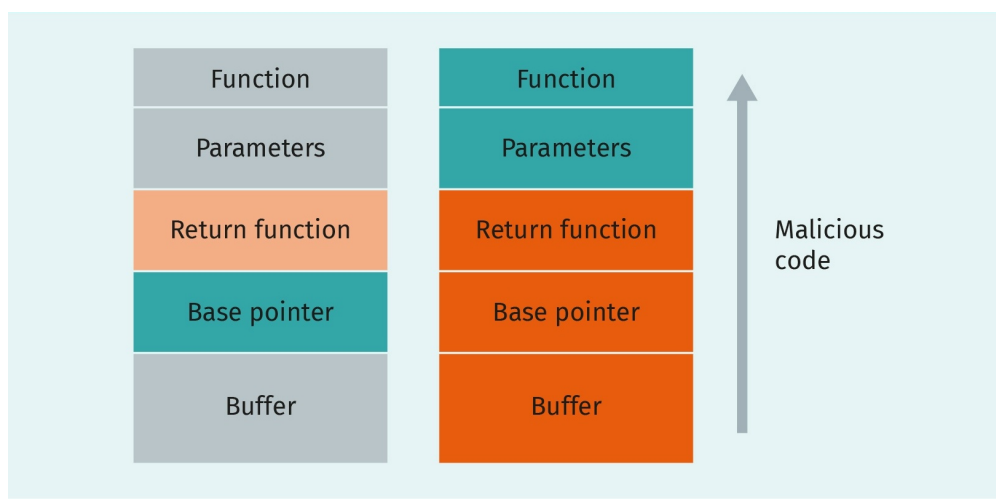 Function
Parameters
Return function
Base pointer
Buffer
Function
Parameters
Return function
Base pointer
Buffer
Malicious
code